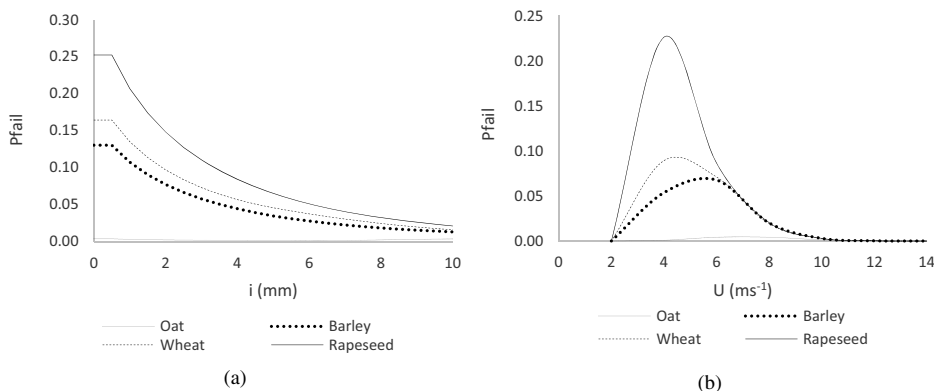 0.30
0.25
0.20
0.15
0.10
0.05
0.00
Pfail
0 2 4 6 8 10
i (mm)
Oat Barley
Wheat Rapeseed
(a)
0.25
0.20
0.15
0.10
0.05
0.00
Pfail
0 2 4 6 8 10 12 14
U (ms⁻¹)
Oat Barley
Wheat Rapeseed
(b)